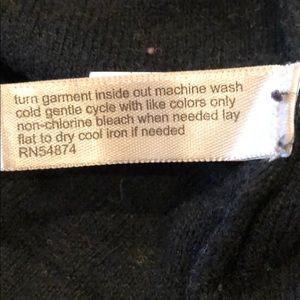 turn garment inside out machine wash
cold gentle cycle with like colors only
non-chlorine bleach when needed lay
flat to dry cool iron if needed
RN54874